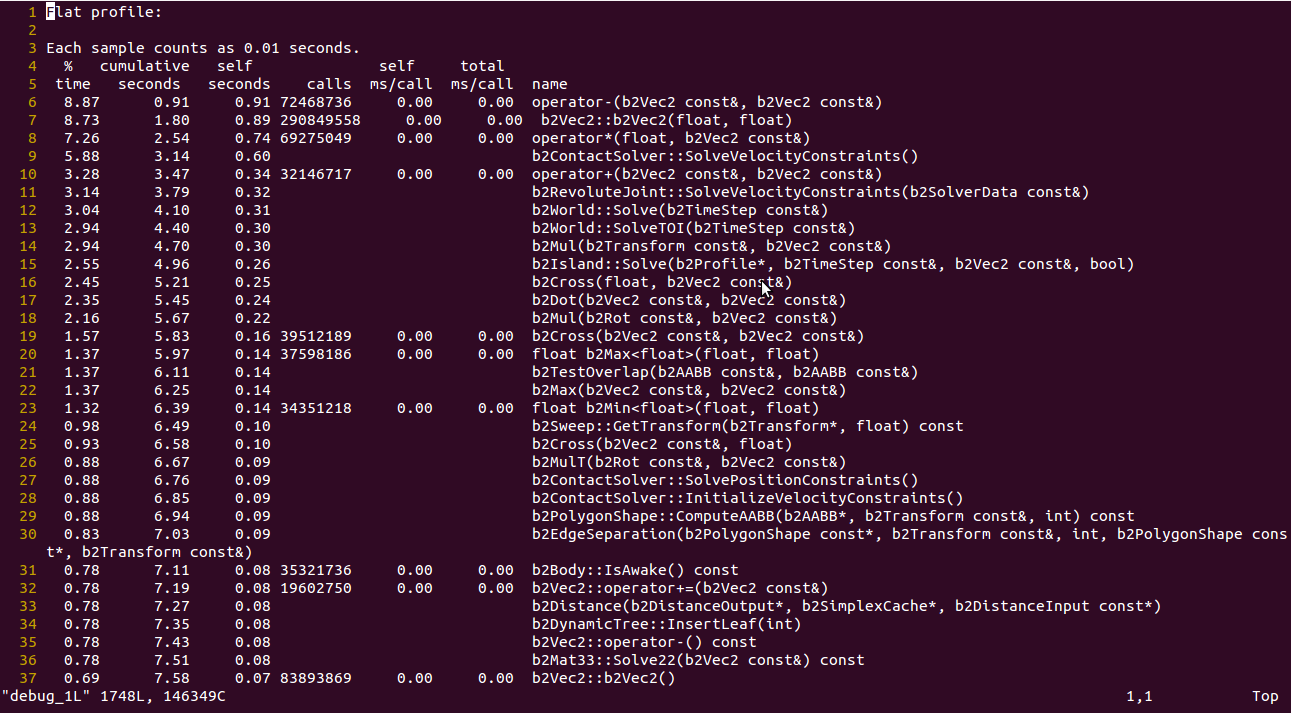 1 Flat profile:
2
3 Each sample counts as 0.01 seconds.
4 % cumulative self self total
5 time seconds seconds calls ms/call ms/call name
6 8.87 0.91 0.91 72468736 0.00 0.00 operator-(b2Vec2 const&, b2Vec2 const&)
7 8.73 1.80 0.89 290849558 0.00 0.00 b2Vec2::b2Vec2(float, float)
8 7.26 2.54 0.74 69275049 0.00 0.00 operator*(float, b2Vec2 const&)
9 5.88 3.14 0.60 b2ContactSolver::SolveVelocityConstraints()
10 3.28 3.47 0.34 32146717 0.00 0.00 operator+(b2Vec2 const&, b2Vec2 const&)
11 3.14 3.79 0.32 b2RevoluteJoint::SolveVelocityConstraints(b2SolverData const&)
12 3.04 4.10 0.31 b2World::Solve(b2TimeStep const&)
13 2.94 4.40 0.30 b2World::SolveTOI(b2TimeStep const&)
14 2.94 4.70 0.30 b2Mul(b2Transform const&, b2Vec2 const&)
15 2.55 4.96 0.26 b2Island::Solve(b2Profile*, b2TimeStep const&, b2Vec2 const&, bool)
16 2.45 5.21 0.25 b2Cross(float, b2Vec2 const&)
17 2.35 5.45 0.24 b2Dot(b2Vec2 const&, b2Vec2 const&)
18 2.16 5.67 0.22 b2Mul(b2Rot const&, b2Vec2 const&)
19 1.57 5.83 0.16 39512189 0.00 0.00 b2Cross(b2Vec2 const&, b2Vec2 const&)
20 1.37 5.97 0.14 37598186 0.00 0.00 float b2Max<float>(float, float)
21 1.37 6.11 0.14 b2TestOverlap(b2AABB const&, b2AABB const&)
22 1.37 6.25 0.14 b2Max(b2Vec2 const&, b2Vec2 const&)
23 1.32 6.39 0.14 34351218 0.00 0.00 float b2Min<float>(float, float)
24 0.98 6.49 0.10 b2Sweep::GetTransform(b2Transform*, float) const
25 0.93 6.58 0.10 b2Cross(b2Vec2 const&, float)
26 0.88 6.67 0.09 b2MulT(b2Rot const&, b2Vec2 const&)
27 0.88 6.76 0.09 b2ContactSolver::SolvePositionConstraints()
28 0.88 6.85 0.09 b2ContactSolver::InitializeVelocityConstraints()
29 0.88 6.94 0.09 b2PolygonShape::ComputeAABB(b2AABB*, b2Transform const&, int) const
30 0.83 7.03 0.09 b2EdgeSeparation(b2PolygonShape const*, b2Transform const&, int, b2PolygonShape cons
t*, b2Transform const&)
31 0.78 7.11 0.08 35321736 0.00 0.00 b2Body::IsAwake() const
32 0.78 7.19 0.08 19602750 0.00 0.00 b2Vec2::operator+=(b2Vec2 const&)
33 0.78 7.27 0.08 b2Distance(b2DistanceOutput*, b2SimplexCache*, b2DistanceInput const*)
34 0.78 7.35 0.08 b2DynamicTree::InsertLeaf(int)
35 0.78 7.43 0.08 b2Vec2::operator-() const
36 0.78 7.51 0.08 b2Mat33::Solve22(b2Vec2 const&) const
37 0.69 7.58 0.07 83893869 0.00 0.00 b2Vec2::b2Vec2()
"debug_1L" 1748L, 146349C 1,1 Top